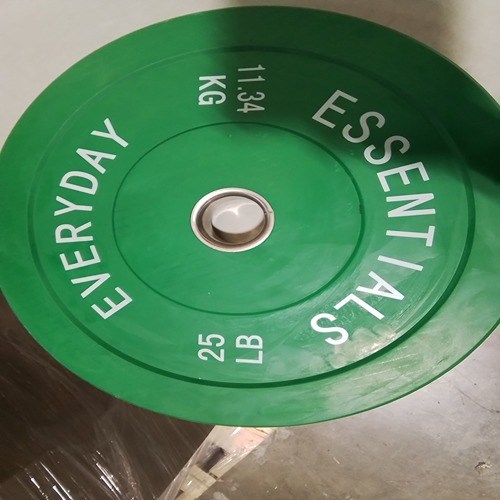 EVERYDAY
ESSENTIALS
11.34
KG
25
LB